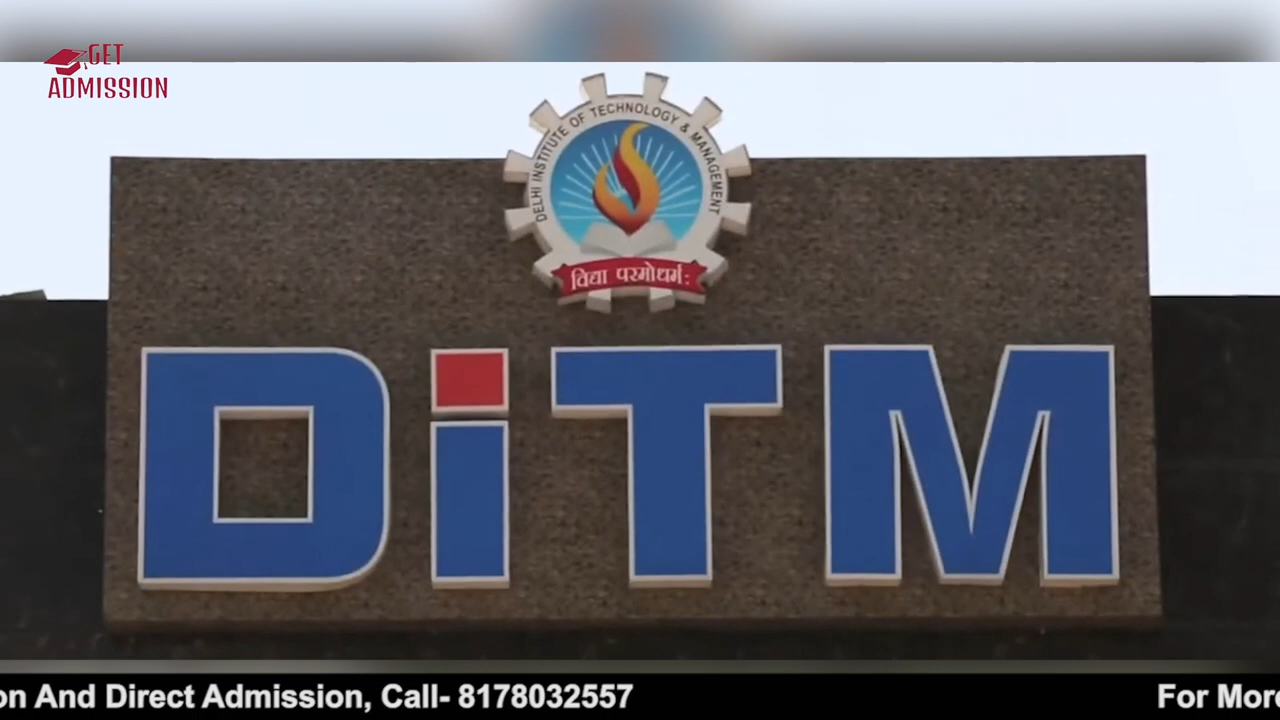 GET
ADMISSION
DELHI INSTITUTE OF TECHNOLOGY & MANAGEMENT
विद्या परमोधर्मः
DiTM
on And Direct Admission, Call- 8178032557
For More